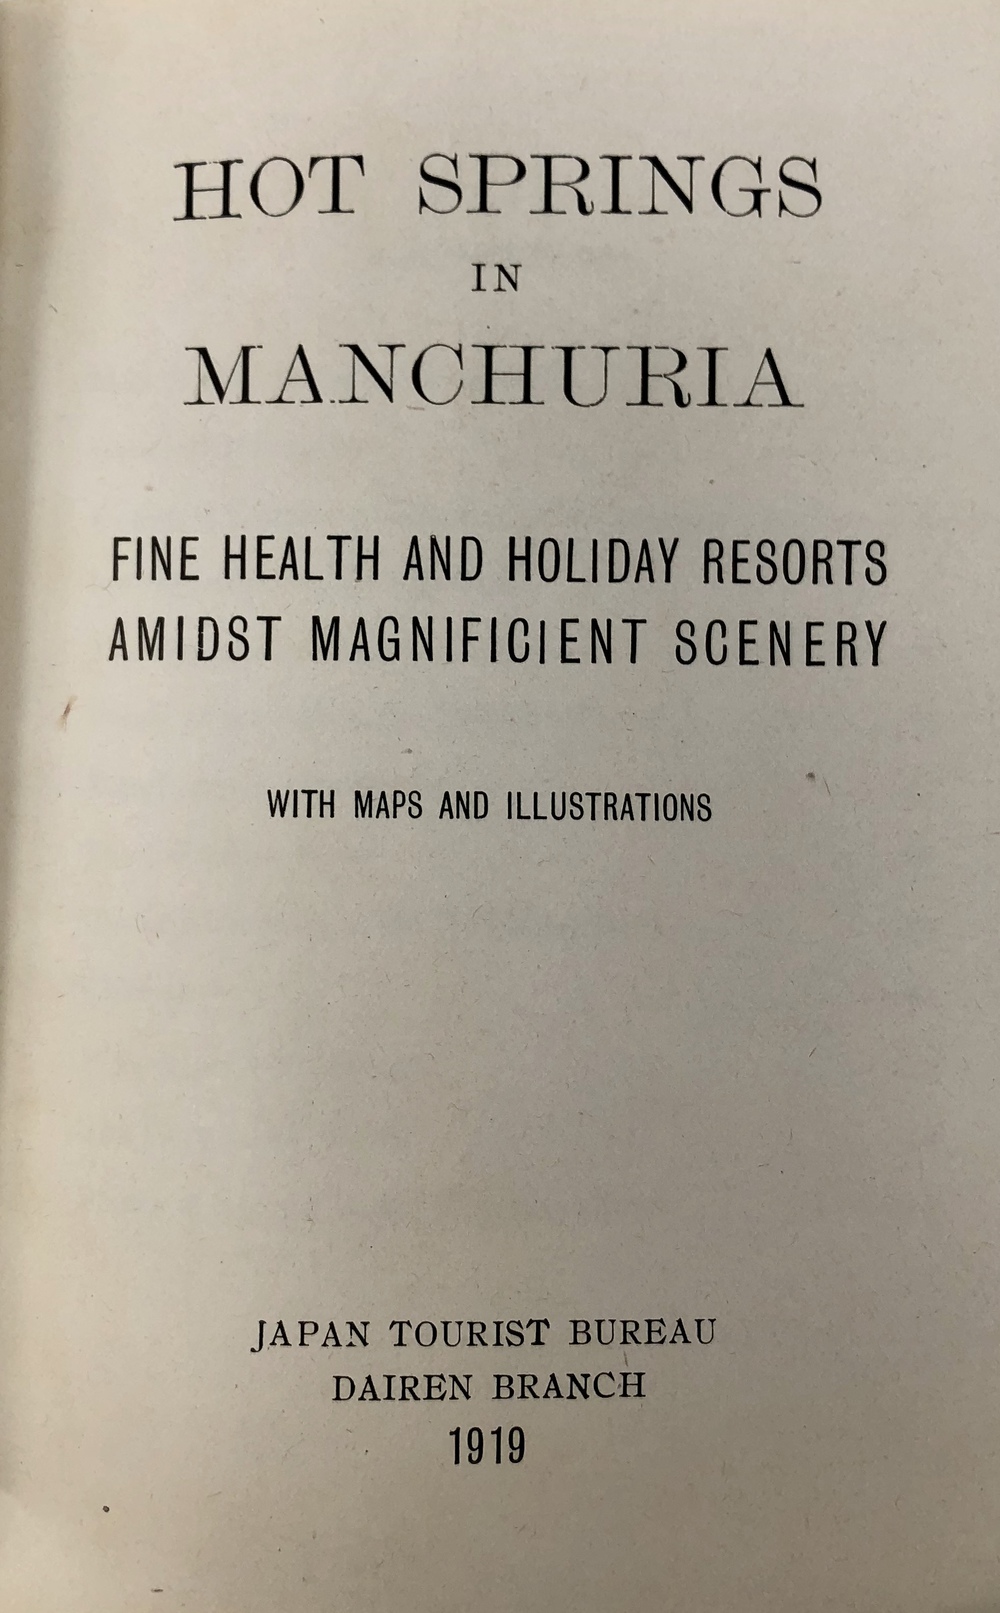 HOT SPRINGS
IN
MANCHURIA
FINE HEALTH AND HOLIDAY RESORTS
AMIDST MAGNIFICIENT SCENERY
WITH MAPS AND ILLUSTRATIONS
JAPAN TOURIST BUREAU
DAIREN BRANCH
1919